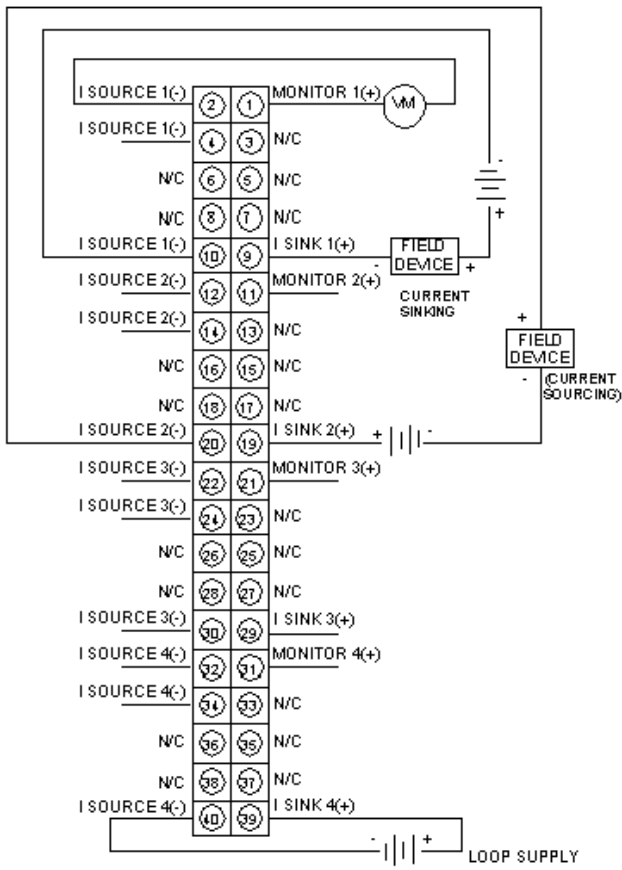 I SOURCE 1(-) 2 1 MONITOR 1(+) VM
I SOURCE 1(-) 4 3 N/C
N/C 6 5 N/C
-
N/C 8 7 N/C
+
I SOURCE 1(-) 10 9 I SINK 1(+)
- FIELD DEVICE +
I SOURCE 2(-) 12 11 MONITOR 2(+)
CURRENT
SINKING
I SOURCE 2(-) 14 13 N/C
+
FIELD
DEVICE
-
(CURRENT
SOURCING)
N/C 16 15 N/C
N/C 18 17 N/C
I SOURCE 2(-) 20 19 I SINK 2(+) + -
I SOURCE 3(-) 22 21 MONITOR 3(+)
I SOURCE 3(-) 24 23 N/C
N/C 26 25 N/C
N/C 28 27 N/C
I SOURCE 3(-) 30 29 I SINK 3(+)
I SOURCE 4(-) 32 31 MONITOR 4(+)
I SOURCE 4(-) 34 33 N/C
N/C 36 35 N/C
N/C 38 37 N/C
I SOURCE 4(-) 40 39 I SINK 4(+)
- +
LOOP SUPPLY